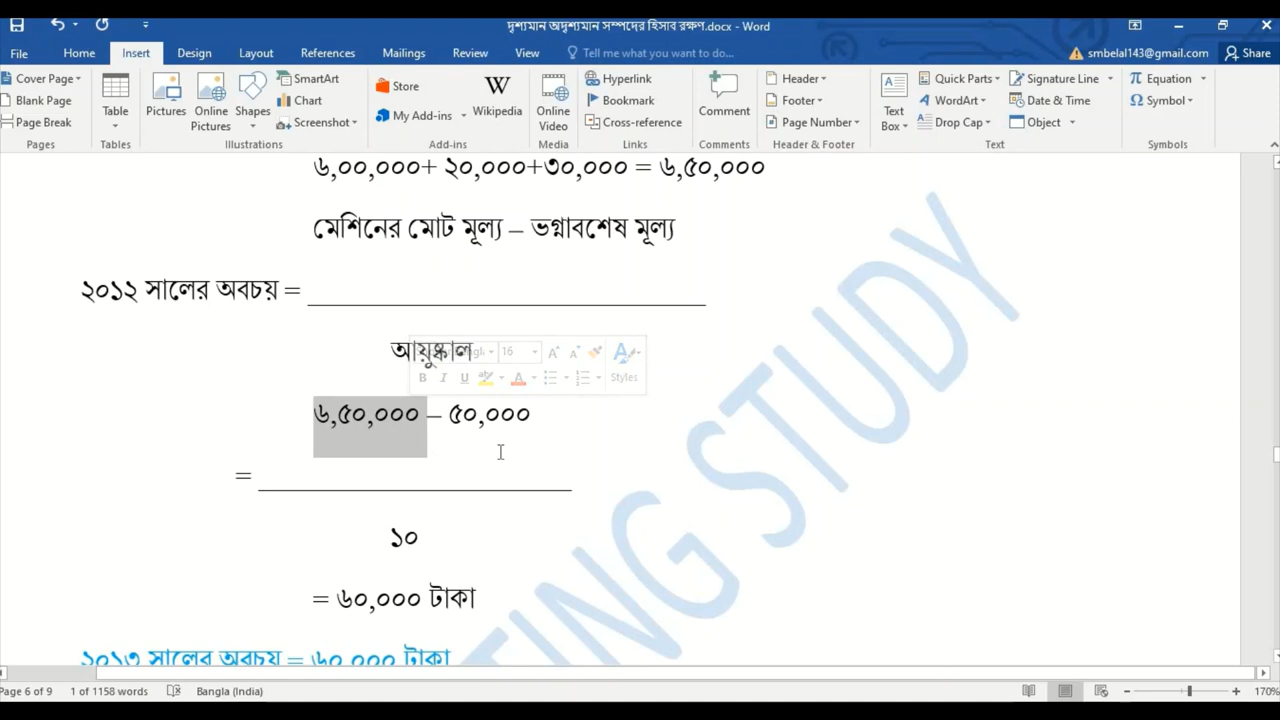 দৃশ্যমান অদৃশ্যমান সম্পদের হিসাব রক্ষণ.docx - Word
File Home Insert Design Layout References Mailings Review View Tell me what you want to do... smbelal143@gmail.com Share
Cover Page
Blank Page
Page Break
Pages
Table
Tables
Pictures
Online Pictures
Shapes
SmartArt
Chart
Screenshot
Illustrations
Store
My Add-ins
Wikipedia
Add-ins
Online Video
Media
Hyperlink
Bookmark
Cross-reference
Links
Comment
Comments
Header
Footer
Page Number
Header & Footer
Text Box
Quick Parts
WordArt
Drop Cap
Signature Line
Date & Time
Object
Text
Equation
Symbol
Symbols
৬,০০,০০০+ ২০,০০০+৩০,০০০ = ৬,৫০,০০০
মেশিনের মোট মূল্য – ভগ্নাবশেষ মূল্য
২০১২ সালের অবচয় =
আয়ুষ্কাল
16
B I U A Styles
৬,৫০,০০০ – ৫০,০০০
=
১০
= ৬০,০০০ টাকা
২০১৩ সালের অবচয় = ৬০,০০০ টাকা
TING STUDY
Page 6 of 9 1 of 1158 words Bangla (India) 170%